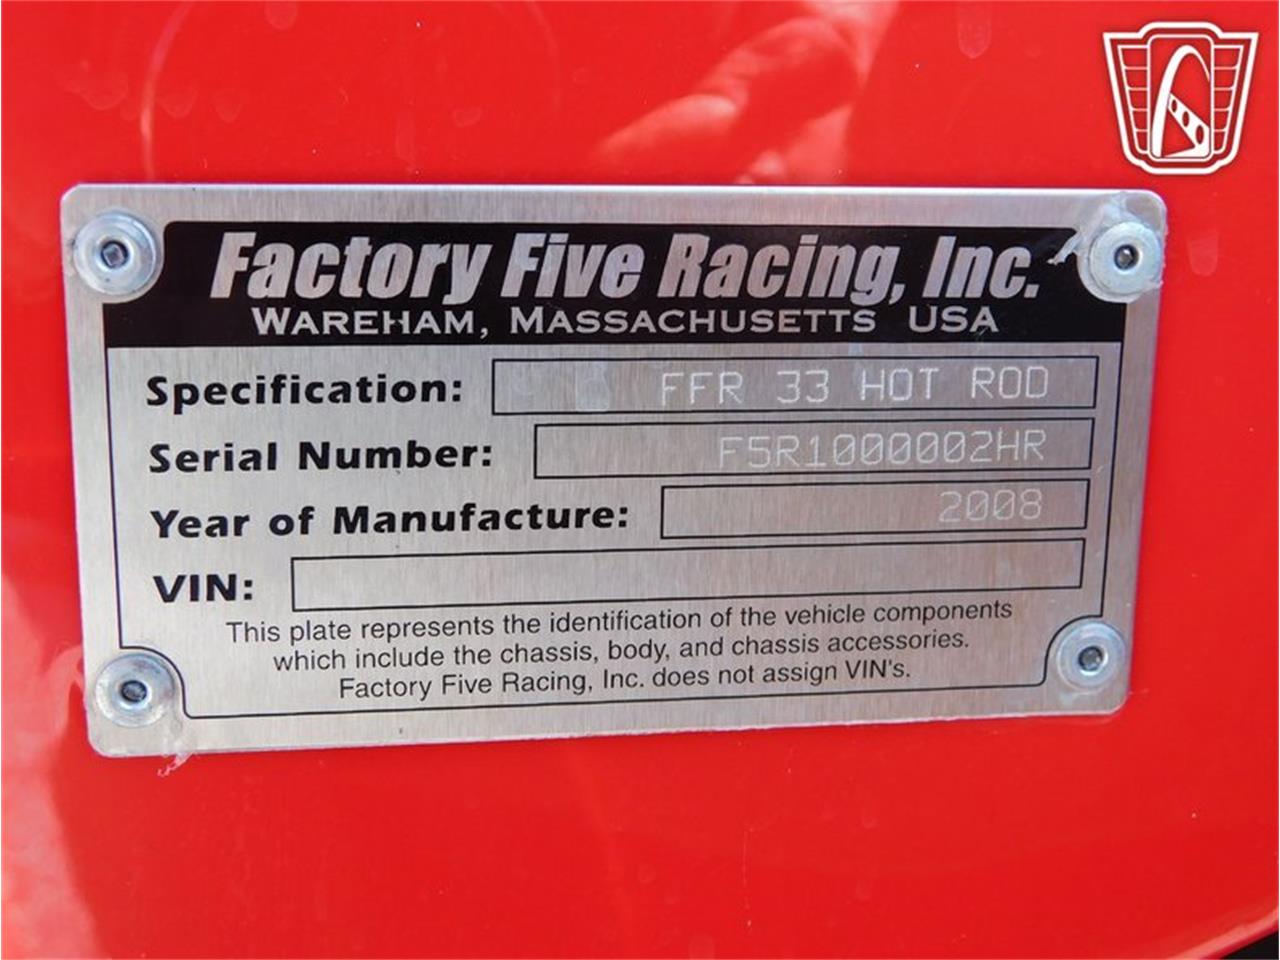 Factory Five Racing, Inc.
WAREHAM, MASSACHUSETTS USA
Specification: FFR 33 HOT ROD
Serial Number: F5R1000002HR
Year of Manufacture: 2008
VIN:
This plate represents the identification of the vehicle components
which include the chassis, body, and chassis accessories.
Factory Five Racing, Inc. does not assign VIN's.